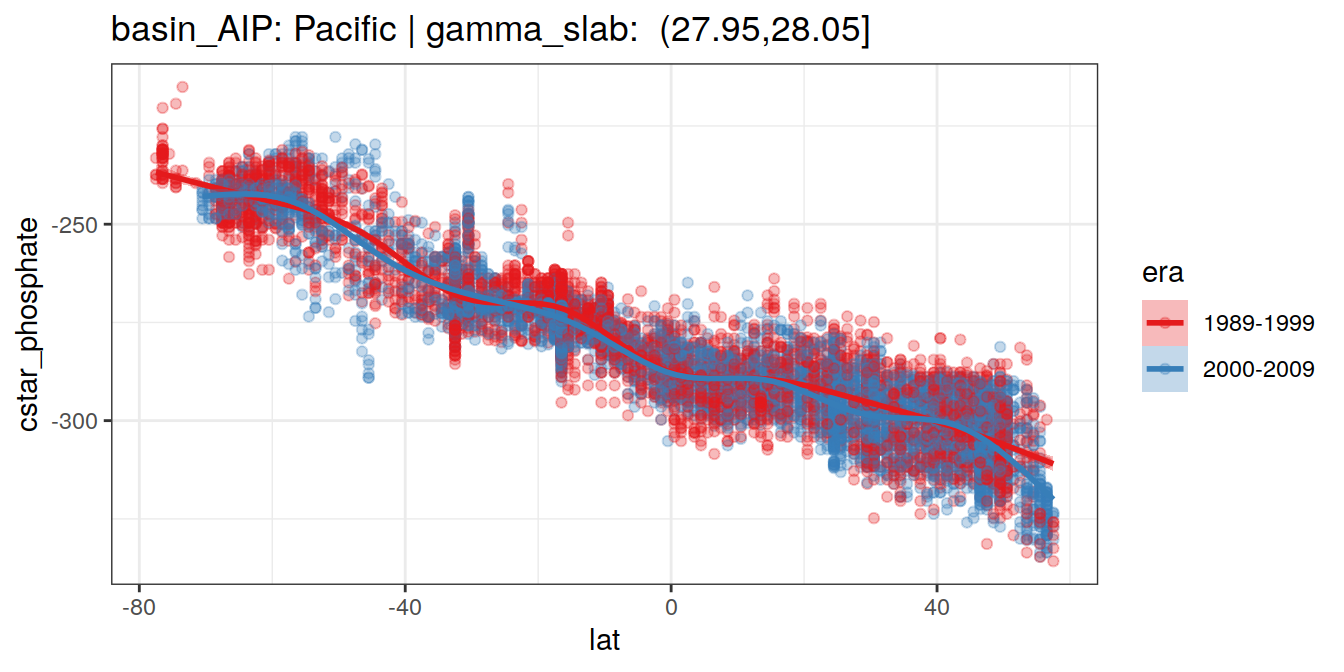 basin_AIP: Pacific | gamma_slab:  (27.95,28.05]
cstar_phosphate
-250
-300
-80
-40
0
40
lat
era
1989-1999
2000-2009